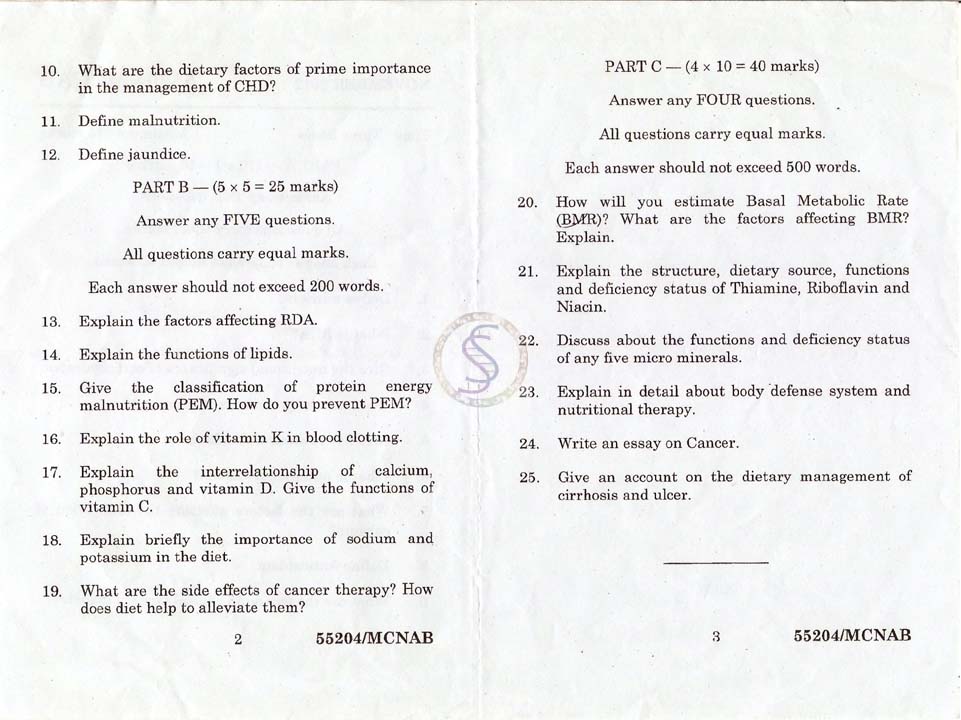 10. What are the dietary factors of prime importance
in the management of CHD?
11. Define malnutrition.
12. Define jaundice.
PART B — (5 × 5 = 25 marks)
Answer any FIVE questions.
All questions carry equal marks.
Each answer should not exceed 200 words.
13. Explain the factors affecting RDA.
14. Explain the functions of lipids.
15. Give the classification of protein energy
malnutrition (PEM). How do you prevent PEM?
16. Explain the role of vitamin K in blood clotting.
17. Explain the interrelationship of calcium,
phosphorus and vitamin D. Give the functions of
vitamin C.
18. Explain briefly the importance of sodium and
potassium in the diet.
19. What are the side effects of cancer therapy? How
does diet help to alleviate them?
2 55204/MCNAB
PART C — (4 × 10 = 40 marks)
Answer any FOUR questions.
All questions carry equal marks.
Each answer should not exceed 500 words.
20. How will you estimate Basal Metabolic Rate
(BMR)? What are the factors affecting BMR?
Explain.
21. Explain the structure, dietary source, functions
and deficiency status of Thiamine, Riboflavin and
Niacin.
22. Discuss about the functions and deficiency status
of any five micro minerals.
23. Explain in detail about body defense system and
nutritional therapy.
24. Write an essay on Cancer.
25. Give an account on the dietary management of
cirrhosis and ulcer.
3 55204/MCNAB